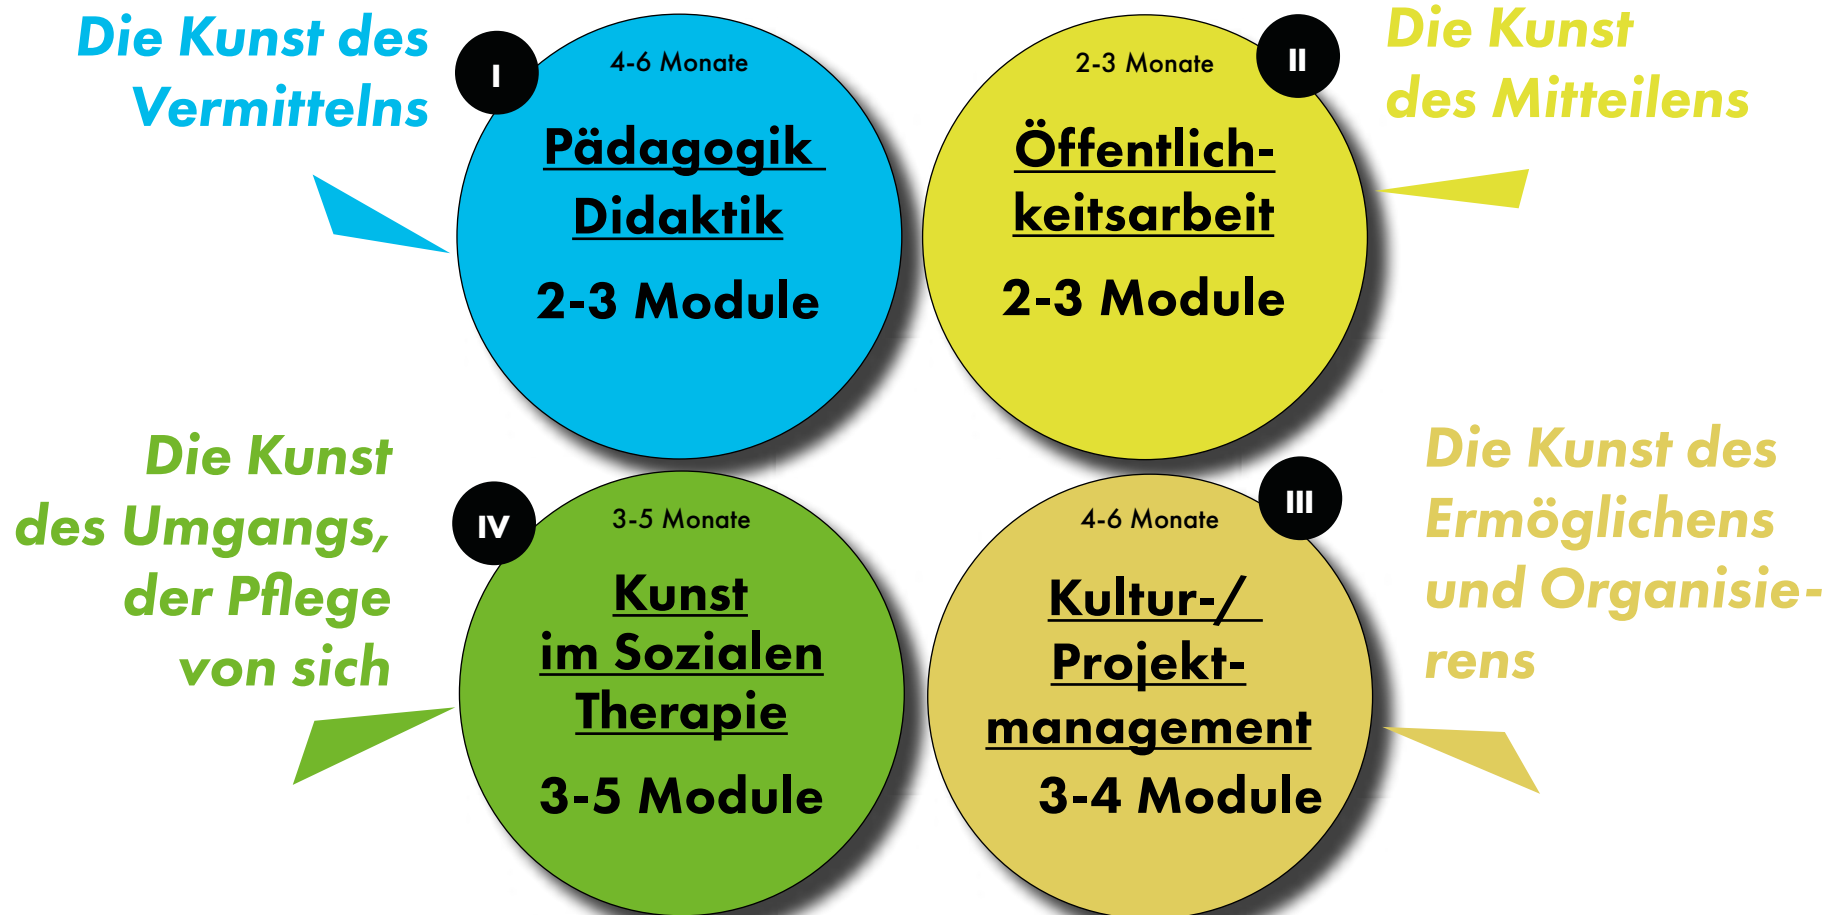 Die Kunst des
Vermittelns
I
4-6 Monate
Pädagogik
Didaktik
2-3 Module
2-3 Monate
II
Öffentlich-
keitsarbeit
2-3 Module
Die Kunst
des Mitteilens
Die Kunst
des Umgangs,
der Pflege
von sich
IV
3-5 Monate
Kunst
im Sozialen
Therapie
3-5 Module
4-6 Monate
III
Kultur-/
Projekt-
management
3-4 Module
Die Kunst des
Ermöglichens
und Organisie-
rens